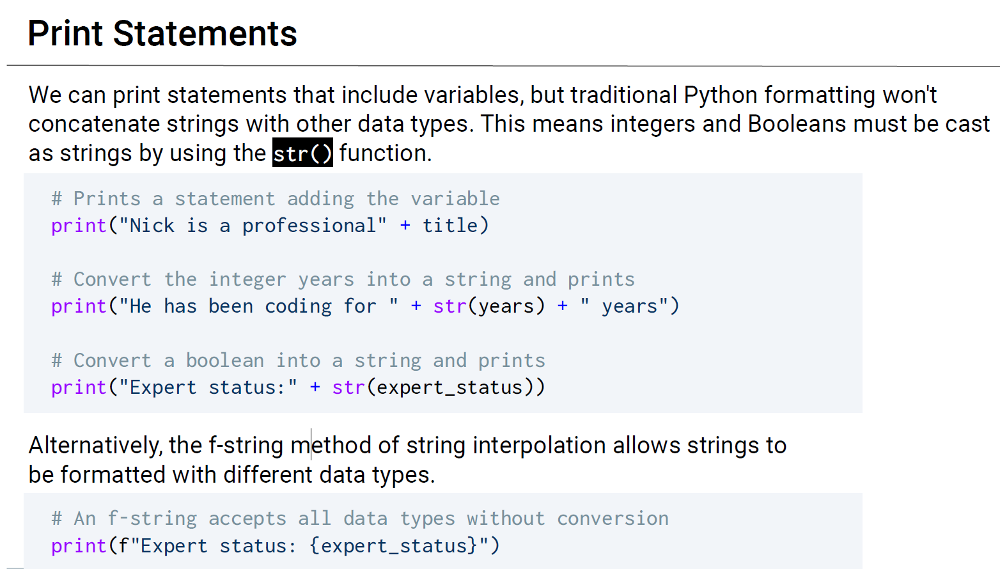 Print Statements
We can print statements that include variables, but traditional Python formatting won't
concatenate strings with other data types. This means integers and Booleans must be cast
as strings by using the str() function.
# Prints a statement adding the variable
print("Nick is a professional" + title)
# Convert the integer years into a string and prints
print("He has been coding for " + str(years) + " years")
# Convert a boolean into a string and prints
print("Expert status:" + str(expert_status))
Alternatively, the f-string method of string interpolation allows strings to
be formatted with different data types.
# An f-string accepts all data types without conversion
print(f"Expert status: {expert_status}")